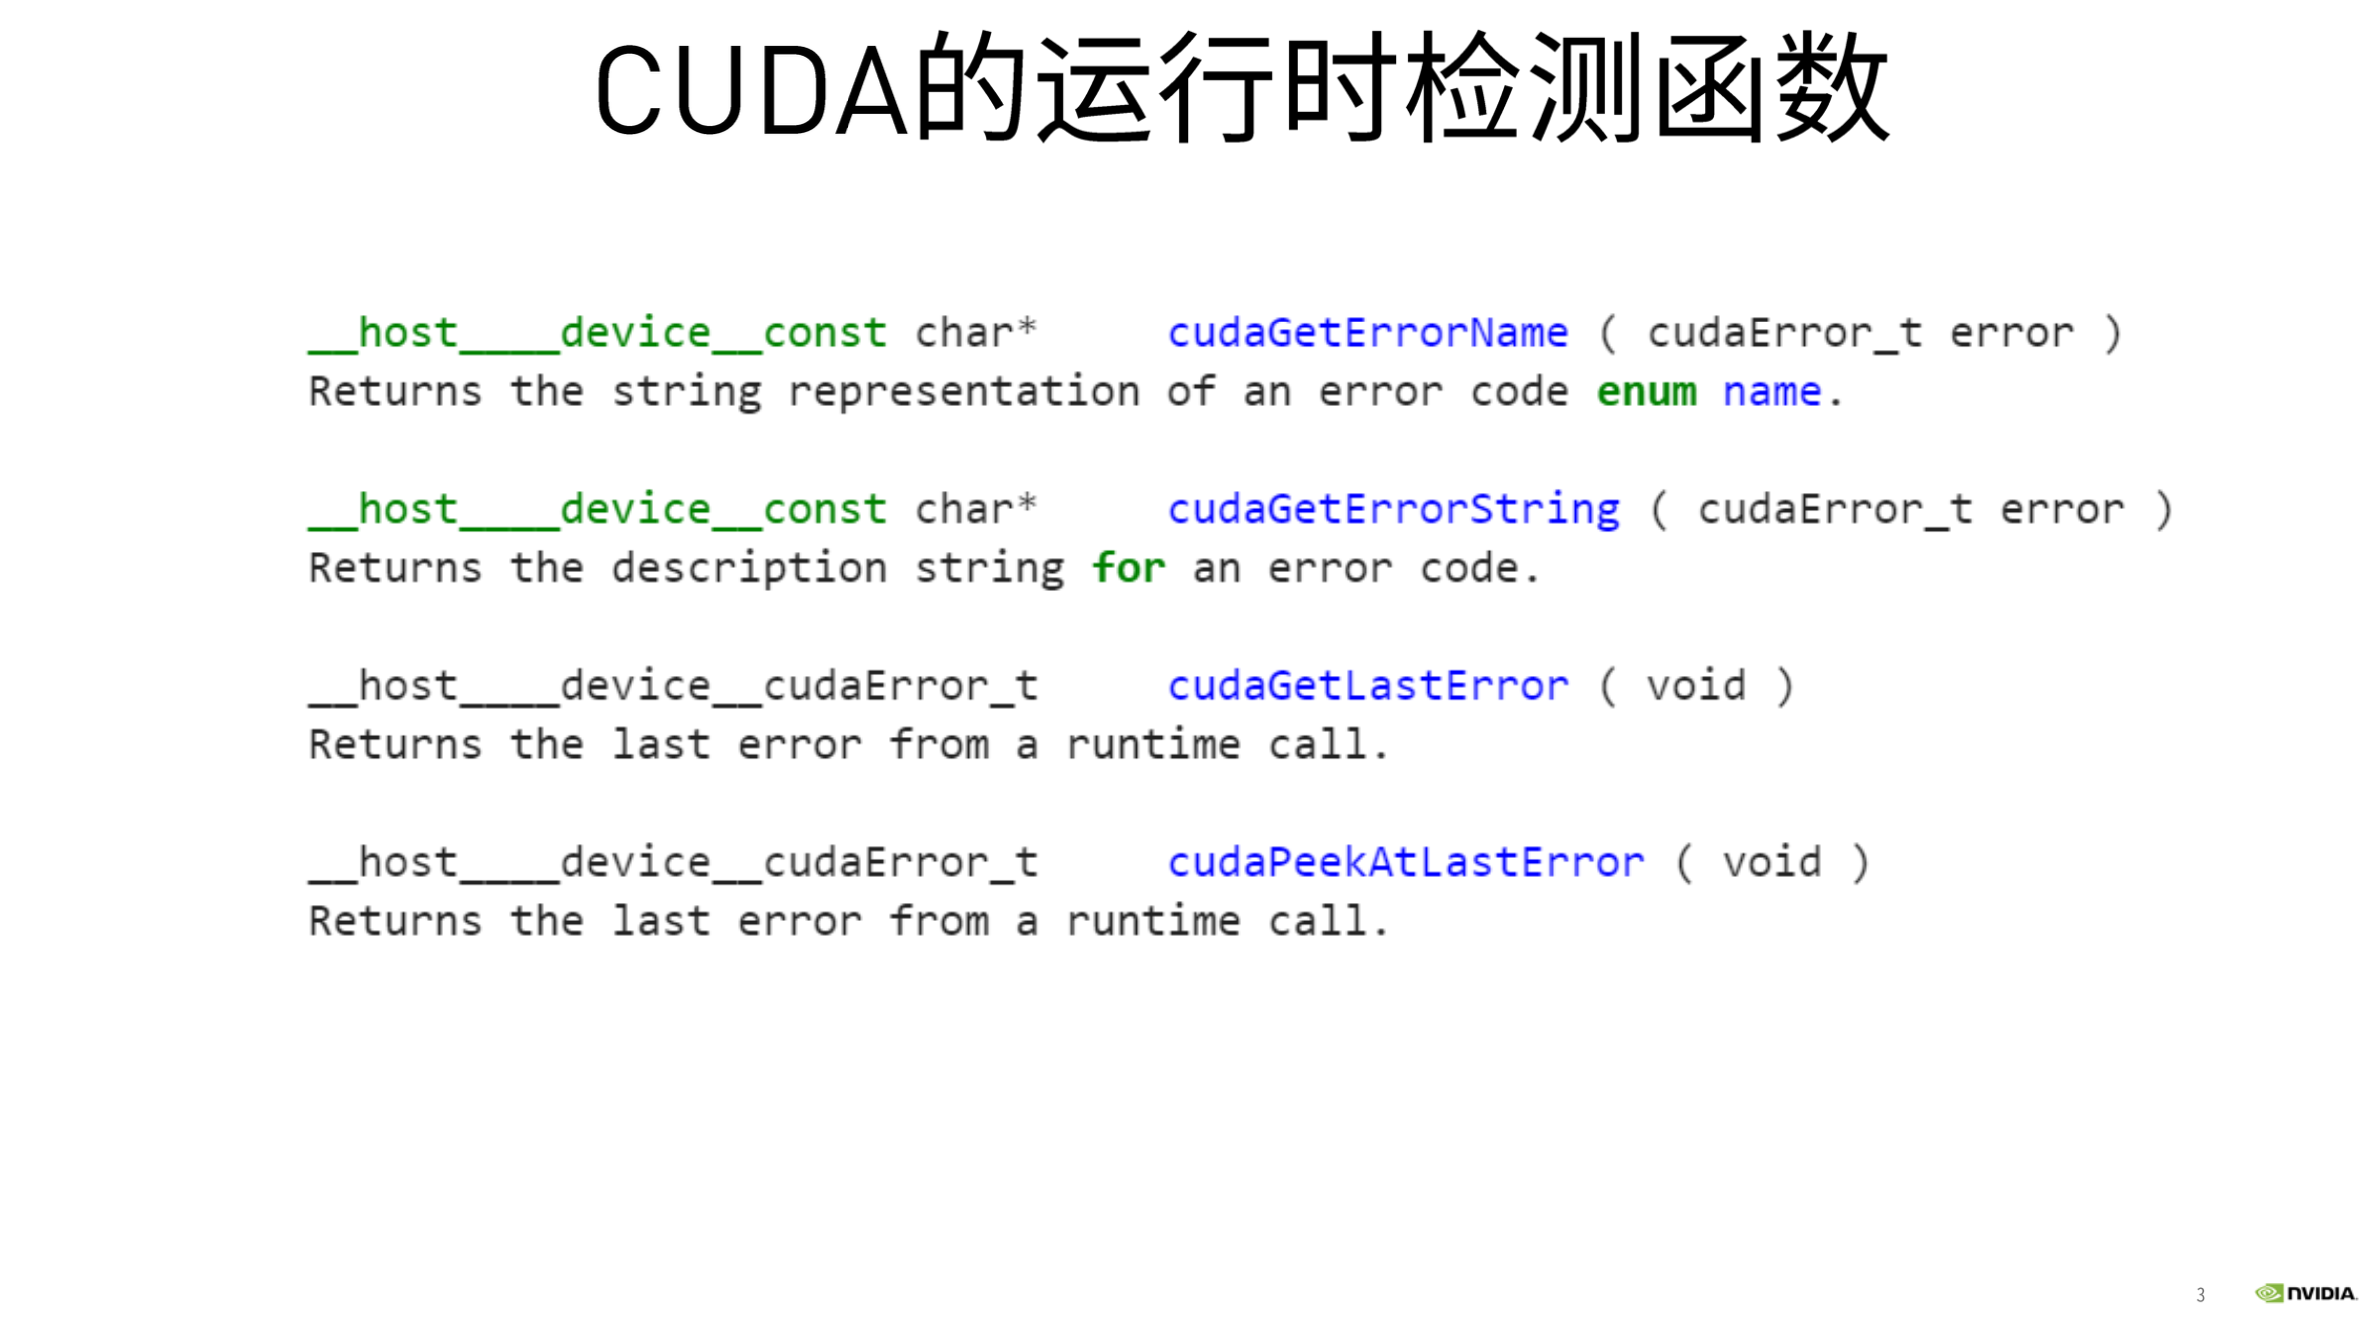 CUDA的运行时检测函数
__host____device__const char*     cudaGetErrorName ( cudaError_t error )
Returns the string representation of an error code enum name.
__host____device__const char*     cudaGetErrorString ( cudaError_t error )
Returns the description string for an error code.
__host____device__cudaError_t     cudaGetLastError ( void )
Returns the last error from a runtime call.
__host____device__cudaError_t     cudaPeekAtLastError ( void )
Returns the last error from a runtime call.
3
NVIDIA.